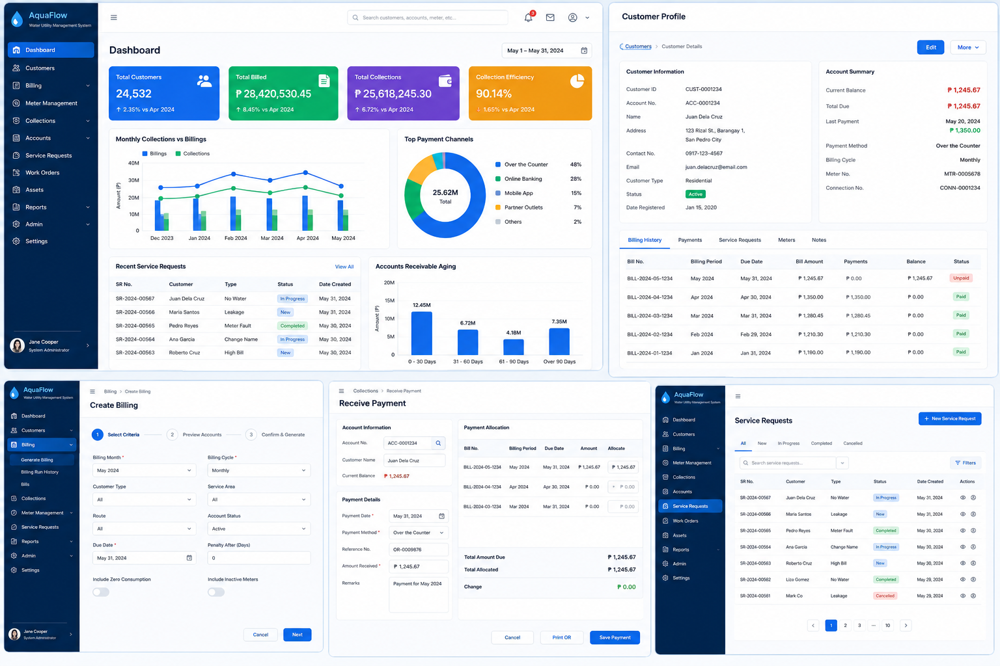 AquaFlow
Water Utility Management System
Dashboard
Customers
Billing
Meter Management
Collections
Accounts
Service Requests
Work Orders
Assets
Reports
Admin
Settings
Jane Cooper
System Administrator
Search customers, accounts, meter, etc...
3
Dashboard
May 1 – May 31, 2024
Total Customers
24,532
↑ 2.35% vs Apr 2024
Total Billed
₱ 28,420,530.45
↑ 8.45% vs Apr 2024
Total Collections
₱ 25,618,245.30
↑ 6.72% vs Apr 2024
Collection Efficiency
90.14%
↓ 1.65% vs Apr 2024
Monthly Collections vs Billings
Billings Collections
Amount (₱)
40M
30M
20M
10M
0
Dec 2023 Jan 2024 Feb 2024 Mar 2024 Apr 2024 May 2024
Top Payment Channels
25.62M
Total
Over the Counter 48%
Online Banking 28%
Mobile App 15%
Partner Outlets 7%
Others 2%
Recent Service Requests View All
SR No. Customer Type Status Date Created
SR-2024-00567 Juan Dela Cruz No Water In Progress May 31, 2024
SR-2024-00566 Maria Santos Leakage New May 31, 2024
SR-2024-00565 Pedro Reyes Meter Fault Completed May 30, 2024
SR-2024-00564 Ana Garcia Change Name In Progress May 30, 2024
SR-2024-00563 Roberto Cruz High Bill New May 30, 2024
Accounts Receivable Aging
Amount (₱)
20M
15M
10M
5M
0
12.45M
6.72M
4.18M
7.35M
0 - 30 Days 31 - 60 Days 61 - 90 Days Over 90 Days
Customer Profile
Customers > Customer Details
Edit
More
Customer Information
Customer ID CUST-0001234
Account No. ACC-0001234
Name Juan Dela Cruz
Address 123 Rizal St., Barangay 1,
San Pedro City
Contact No. 0917-123-4567
Email juan.delacruz@email.com
Customer Type Residential
Status Active
Date Registered Jan 15, 2020
Account Summary
Current Balance ₱ 1,245.67
Total Due ₱ 1,245.67
Last Payment May 20, 2024
₱ 1,350.00
Payment Method Over the Counter
Billing Cycle Monthly
Meter No. MTR-0005678
Connection No. CONN-0001234
Billing History Payments Service Requests Meters Notes
Bill No. Billing Period Due Date Bill Amount Payments Balance Status
BILL-2024-05-1234 May 2024 May 31, 2024 ₱ 1,245.67 ₱ 0.00 ₱ 1,245.67 Unpaid
BILL-2024-04-1234 Apr 2024 Apr 30, 2024 ₱ 1,350.00 ₱ 1,350.00 ₱ 0.00 Paid
BILL-2024-03-1234 Mar 2024 Mar 31, 2024 ₱ 1,280.45 ₱ 1,280.45 ₱ 0.00 Paid
BILL-2024-02-1234 Feb 2024 Feb 29, 2024 ₱ 1,210.30 ₱ 1,210.30 ₱ 0.00 Paid
BILL-2024-01-1234 Jan 2024 Jan 31, 2024 ₱ 1,190.00 ₱ 1,190.00 ₱ 0.00 Paid
AquaFlow
Water Utility Management System
Dashboard
Customers
Billing
Generate Billing
Billing Run History
Bills
Collections
Meter Management
Service Requests
Reports
Admin
Settings
Jane Cooper
System Administrator
Billing > Create Billing
Create Billing
1 Select Criteria 2 Preview Accounts 3 Confirm & Generate
Billing Month * Billing Cycle *
May 2024 Monthly
Customer Type Service Area
All All
Route Account Status
All Active
Due Date * Penalty After (Days)
May 31, 2024 0
Include Zero Consumption Include Inactive Meters
Cancel Next
Collections > Receive Payment
Receive Payment
Account Information
Account No. ACC-0001234
Customer Name Juan Dela Cruz
Current Balance ₱ 1,245.67
Payment Details
Payment Date * May 31, 2024
Payment Method * Over the Counter
Reference No. OR-0009876
Amount Received * ₱ 1,245.67
Remarks Payment for May 2024
Payment Allocation
Bill No. Billing Period Due Date Amount Allocate
BILL-2024-05-1234 May 2024 May 31, 2024 ₱ 1,245.67 ₱ 1,245.67
BILL-2024-04-1234 Apr 2024 Apr 30, 2024 ₱ 0.00 ₱ 0.00
BILL-2024-03-1234 Mar 2024 Mar 31, 2024 ₱ 0.00 ₱ 0.00
Total Amount Due ₱ 1,245.67
Total Allocated ₱ 1,245.67
Change ₱ 0.00
Cancel Print OR Save Payment
AquaFlow
Water Utility Management System
Dashboard
Customers
Billing
Meter Management
Collections
Accounts
Service Requests
Work Orders
Assets
Reports
Admin
Settings
Service Requests
+ New Service Request
All New In Progress Completed Cancelled
Search service requests...
Filters
SR No. Customer Type Status Date Created Actions
SR-2024-00567 Juan Dela Cruz No Water In Progress May 31, 2024
SR-2024-00566 Maria Santos Leakage New May 31, 2024
SR-2024-00565 Pedro Reyes Meter Fault Completed May 30, 2024
SR-2024-00564 Ana Garcia Change Name In Progress May 30, 2024
SR-2024-00563 Roberto Cruz High Bill New May 30, 2024
SR-2024-00562 Liza Gomez No Water Completed May 29, 2024
SR-2024-00561 Mark Co Leakage Cancelled May 29, 2024
< 1 2 3 ... 10 >